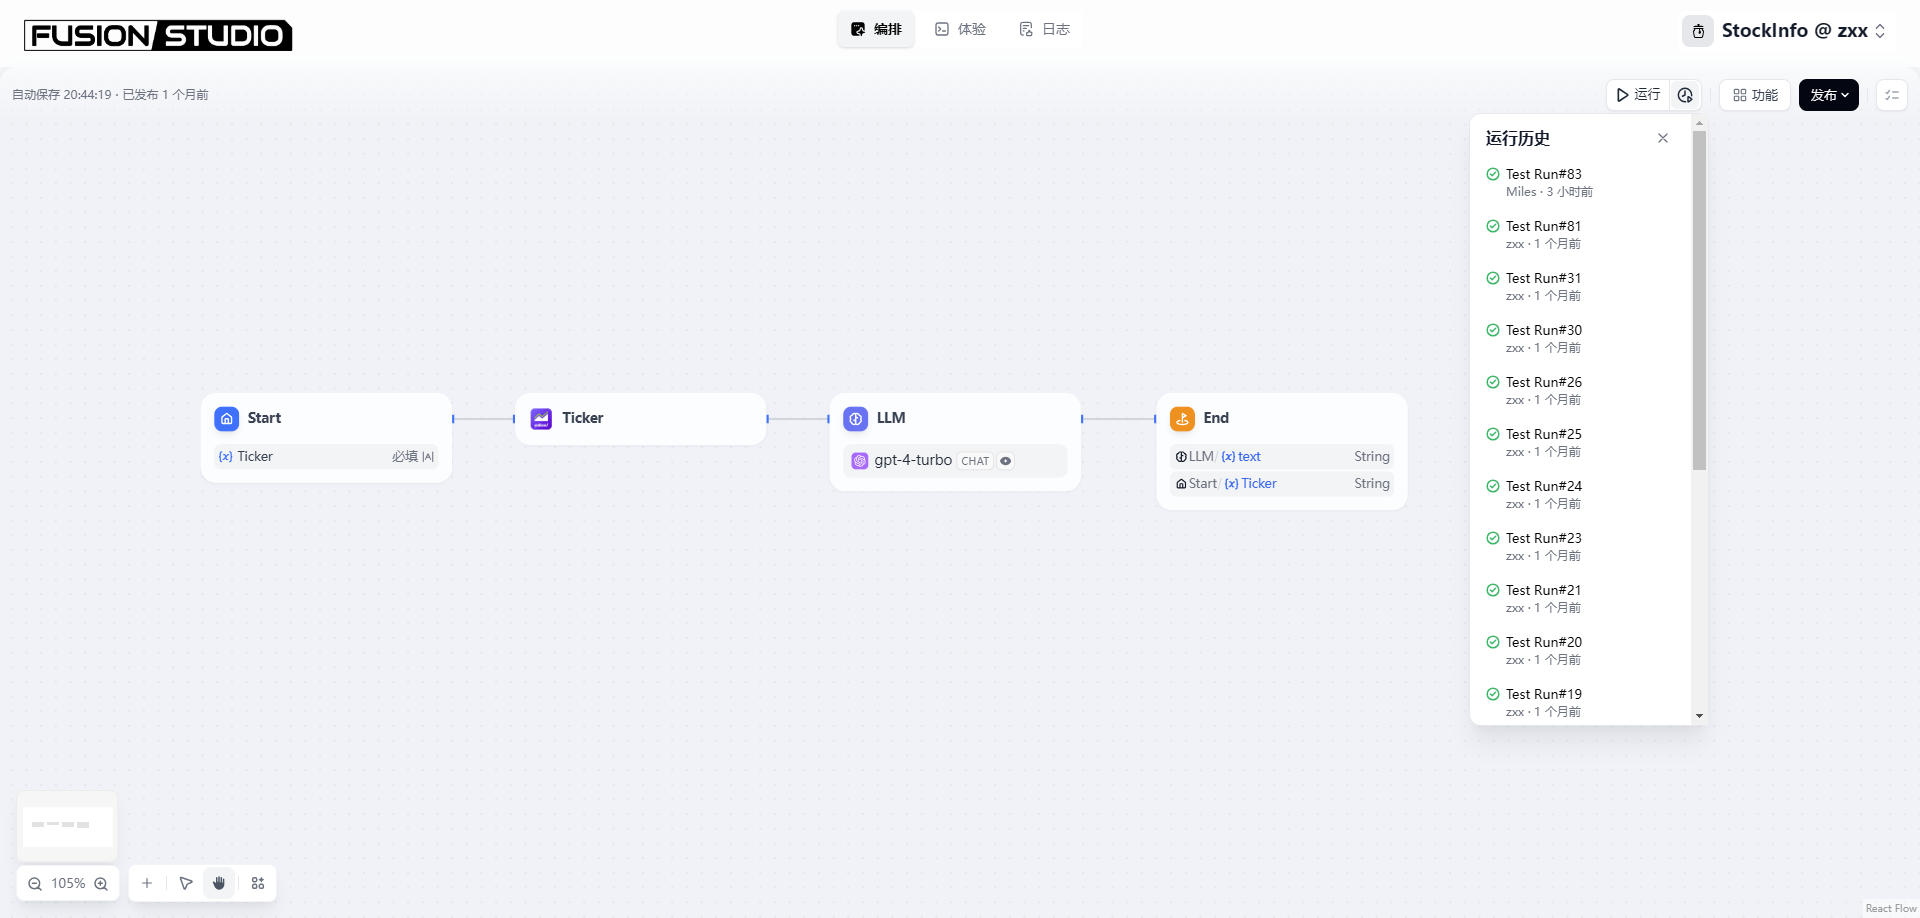 FUSION STUDIO
编排
体验
日志
StockInfo @ zxx
自动保存 20:44:19 · 已发布 1 个月前
运行
功能
发布
运行历史
Test Run#83
Miles · 3 小时前
Test Run#81
zxx · 1 个月前
Test Run#31
zxx · 1 个月前
Test Run#30
zxx · 1 个月前
Test Run#26
zxx · 1 个月前
Test Run#25
zxx · 1 个月前
Test Run#24
zxx · 1 个月前
Test Run#23
zxx · 1 个月前
Test Run#21
zxx · 1 个月前
Test Run#20
zxx · 1 个月前
Test Run#19
zxx · 1 个月前
Start
{x} Ticker 必填
Ticker
LLM
gpt-4-turbo CHAT
End
LLM/ {x} text String
Start/ {x} Ticker String
105%
React Flow